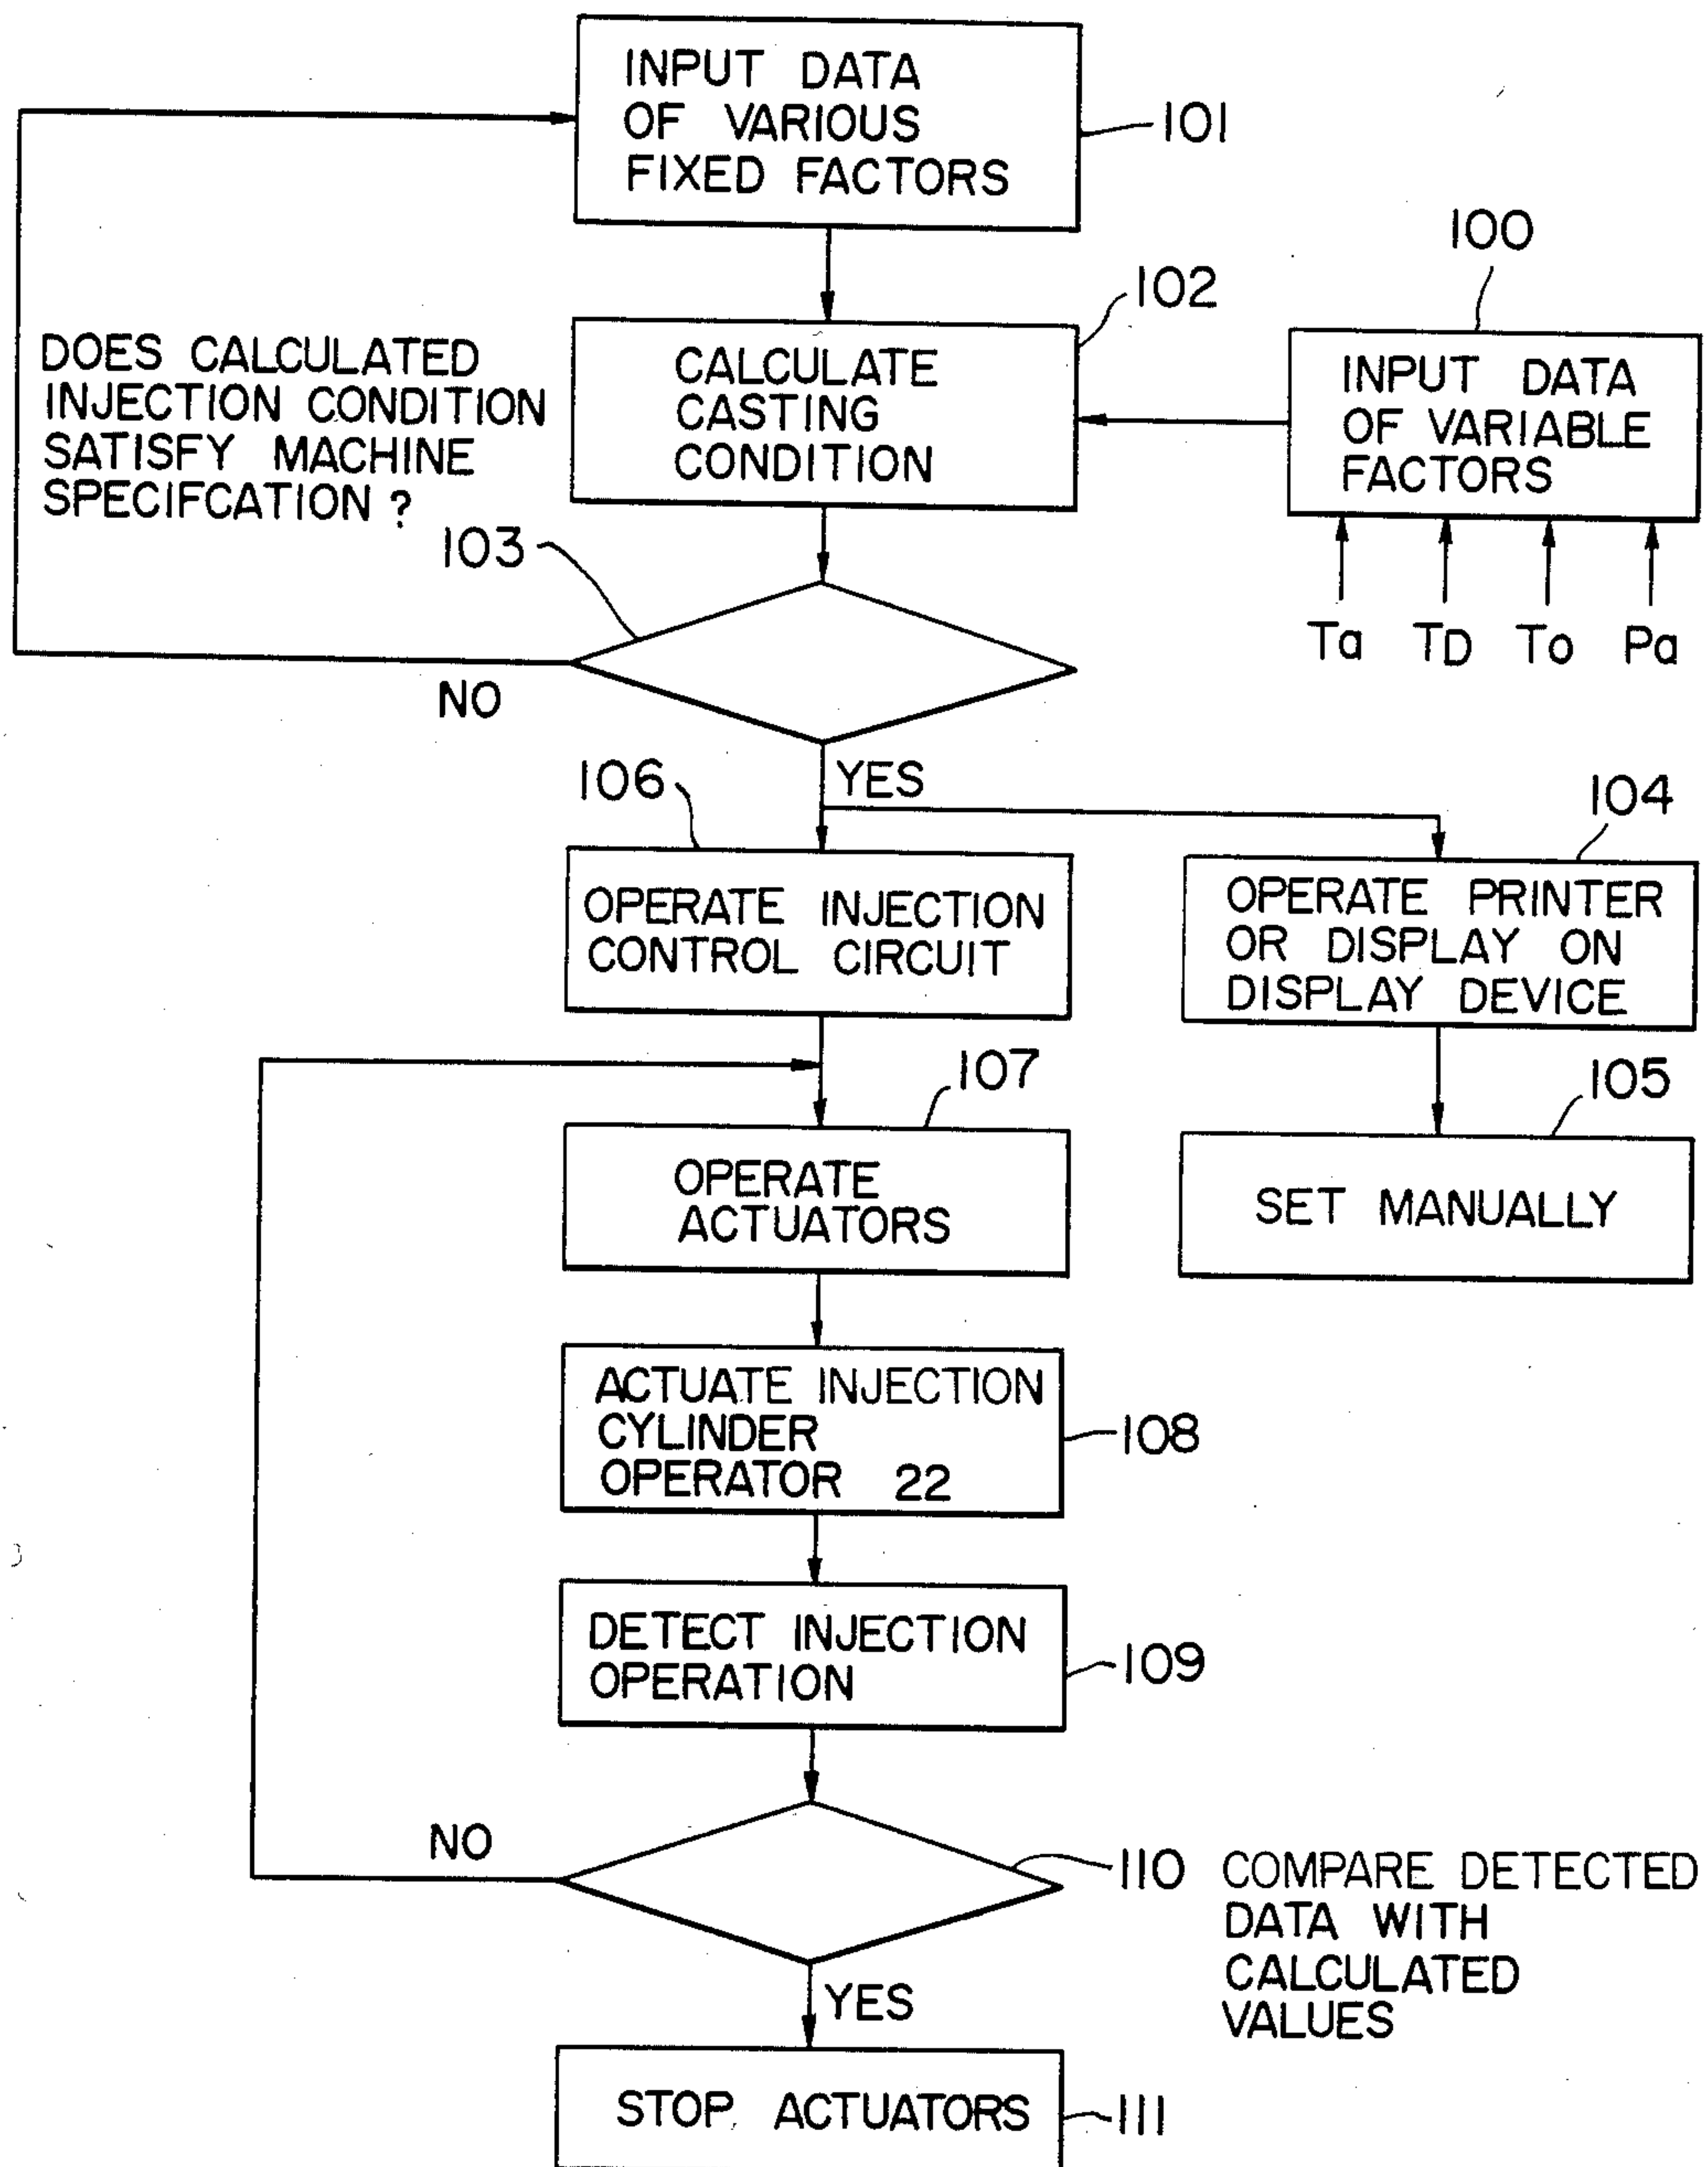 INPUT DATA
OF VARIOUS
FIXED FACTORS
101
100
102
DOES CALCULATED
INJECTION CONDITION
SATISFY MACHINE
SPECIFCATION ?
CALCULATE
CASTING
CONDITION
INPUT DATA
OF VARIABLE
FACTORS
103
Ta TD To Pa
NO
YES
106
104
OPERATE INJECTION
CONTROL CIRCUIT
OPERATE PRINTER
OR DISPLAY ON
DISPLAY DEVICE
107
105
OPERATE
ACTUATORS
SET MANUALLY
ACTUATE INJECTION
CYLINDER
OPERATOR 22
108
DETECT INJECTION
OPERATION
109
NO
110 COMPARE DETECTED
DATA WITH
CALCULATED
VALUES
YES
STOP ACTUATORS
111